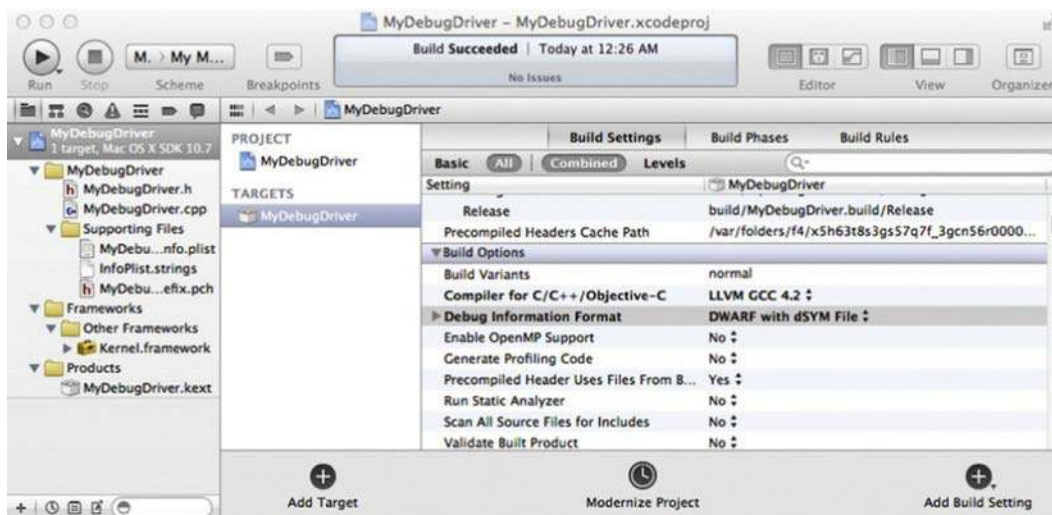 MyDebugDriver – MyDebugDriver.xcodeproj
M. › My M...
Build Succeeded | Today at 12:26 AM
No Issues
Run Stop Scheme Breakpoints Editor View Organizer
MyDebugDriver
MyDebugDriver
1 target, Mac OS X SDK 10.7
MyDebugDriver
MyDebugDriver.h
MyDebugDriver.cpp
Supporting Files
MyDebu...nfo.plist
InfoPlist.strings
MyDebu...efix.pch
Frameworks
Other Frameworks
Kernel.framework
Products
MyDebugDriver.kext
PROJECT
MyDebugDriver
TARGETS
MyDebugDriver
Build Settings Build Phases Build Rules
Basic All Combined Levels
Setting MyDebugDriver
Release build/MyDebugDriver.build/Release
Precompiled Headers Cache Path /var/folders/f4/x5h63t8s3gs57q7f_3gcn56r0000...
Build Options
Build Variants normal
Compiler for C/C++/Objective-C LLVM GCC 4.2
Debug Information Format DWARF with dSYM File
Enable OpenMP Support No
Generate Profiling Code No
Precompiled Header Uses Files From B... Yes
Run Static Analyzer No
Scan All Source Files for Includes No
Validate Built Product No
Add Target Modernize Project Add Build Setting